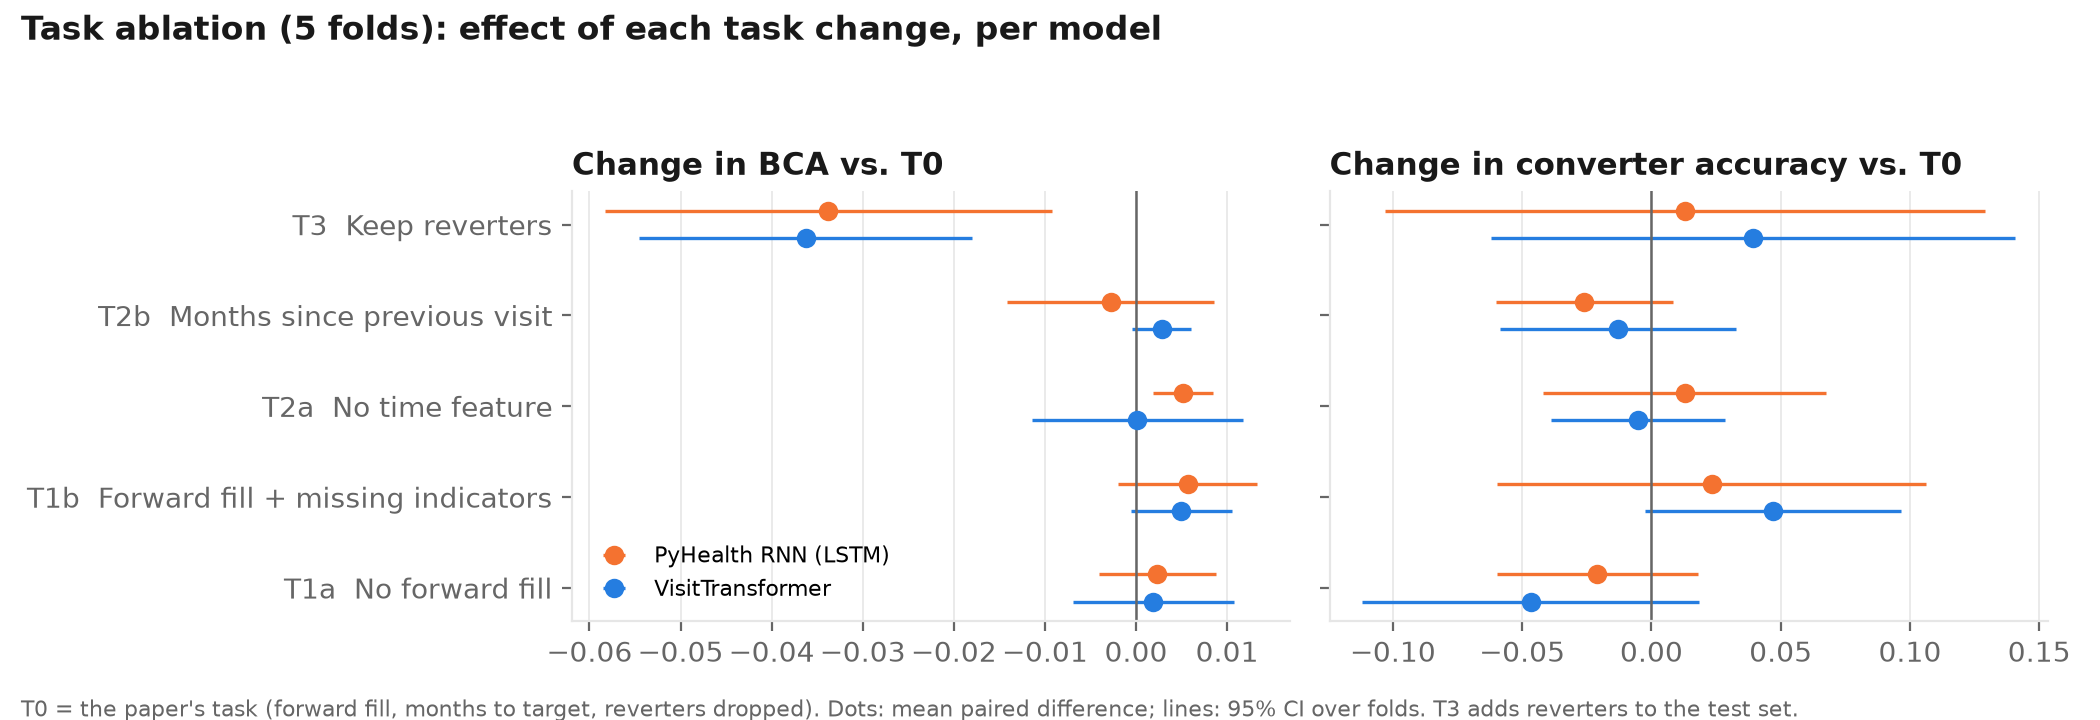 Task ablation (5 folds): effect of each task change, per model
Change in BCA vs. T0
Change in converter accuracy vs. T0
T3  Keep reverters
T2b  Months since previous visit
T2a  No time feature
T1b  Forward fill + missing indicators
T1a  No forward fill
PyHealth RNN (LSTM)
VisitTransformer
−0.06 −0.05 −0.04 −0.03 −0.02 −0.01 0.00 0.01
−0.10 −0.05 0.00 0.05 0.10 0.15
T0 = the paper's task (forward fill, months to target, reverters dropped). Dots: mean paired difference; lines: 95% CI over folds. T3 adds reverters to the test set.